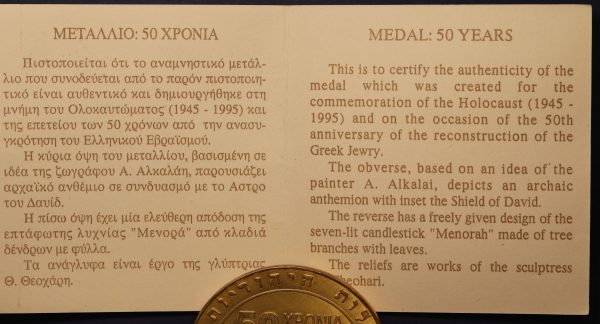 ΜΕΤΑΛΛΙΟ: 50 ΧΡΟΝΙΑ
Πιστοποιείται ότι το αναμνηστικό μετάλ-
λιο που συνοδεύεται από το παρόν πιστοποιη-
τικό είναι αυθεντικό και δημιουργήθηκε στη
μνήμη του Ολοκαυτώματος (1945 - 1995) και
της επετείου των 50 χρόνων από την ανασυ-
γκρότηση του Ελληνικού Εβραϊσμού.
Η κύρια όψη του μεταλλίου, βασισμένη σε
ιδέα της ζωγράφου Α. Αλκαλάη, παρουσιάζει
αρχαϊκό ανθέμιο σε συνδυασμό με το Αστρο
του Δαυίδ.
Η πίσω όψη έχει μία ελεύθερη απόδοση της
επτάφωτης λυχνίας "Μενορά" από κλαδιά
δένδρων με φύλλα.
Τα ανάγλυφα είναι έργο της γλύπτριας
Θ. Θεοχάρη.
MEDAL: 50 YEARS
This is to certify the authenticity of the
medal which was created for the
commemoration of the Holocaust (1945 -
1995) and on the occasion of the 50th
anniversary of the reconstruction of the
Greek Jewry.
The obverse, based on an idea of the
painter A. Alkalai, depicts an archaic
anthemion with inset the Shield of David.
The reverse has a freely given design of the
seven-lit candlestick "Menorah" made of tree
branches with leaves.
The reliefs are works of the sculptress
Theohari.
היהודית
50 ΧΡΟΝΙΑ